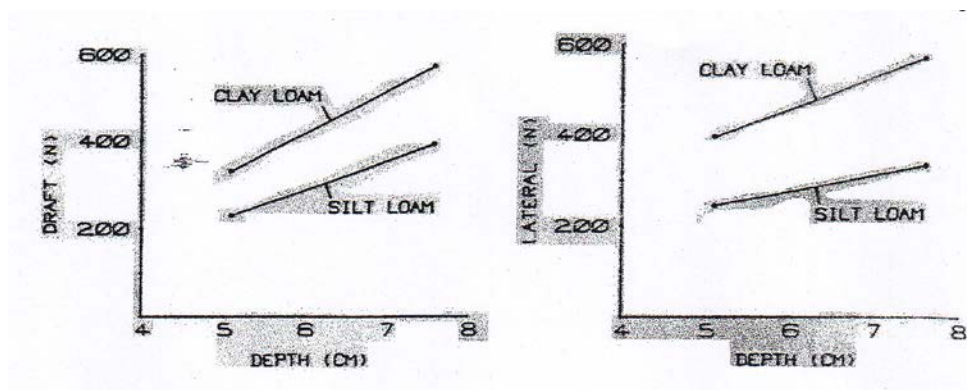 600
CLAY LOAM
400
DRAFT (N)
SILT LOAM
200
4 5 6 7 8
DEPTH (CM)
600
CLAY LOAM
400
LATERAL (N)
SILT LOAM
200
4 5 6 7 8
DEPTH (CM)